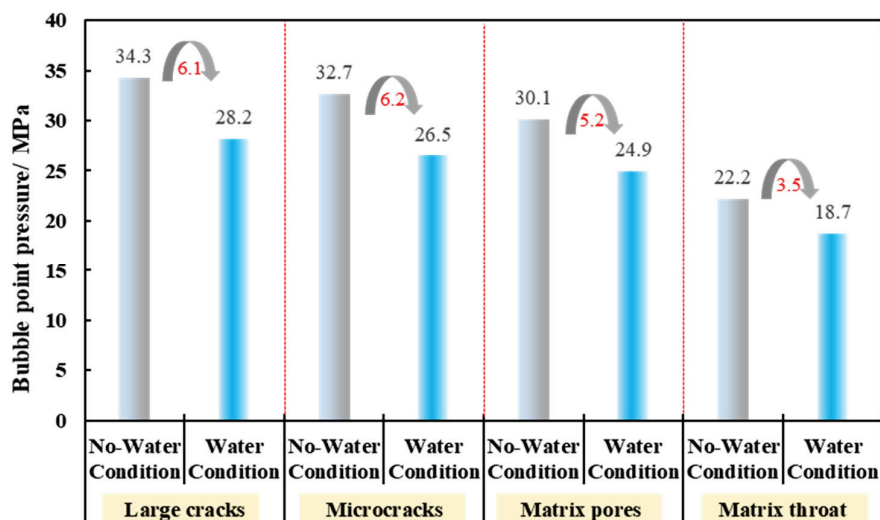 Bubble point pressure/ MPa
40
35
30
25
20
15
10
5
0
34.3
6.1
28.2
32.7
6.2
26.5
30.1
5.2
24.9
22.2
3.5
18.7
No-Water
Condition
Water
Condition
No-Water
Condition
Water
Condition
No-Water
Condition
Water
Condition
No-Water
Condition
Water
Condition
Large cracks
Microcracks
Matrix pores
Matrix throat